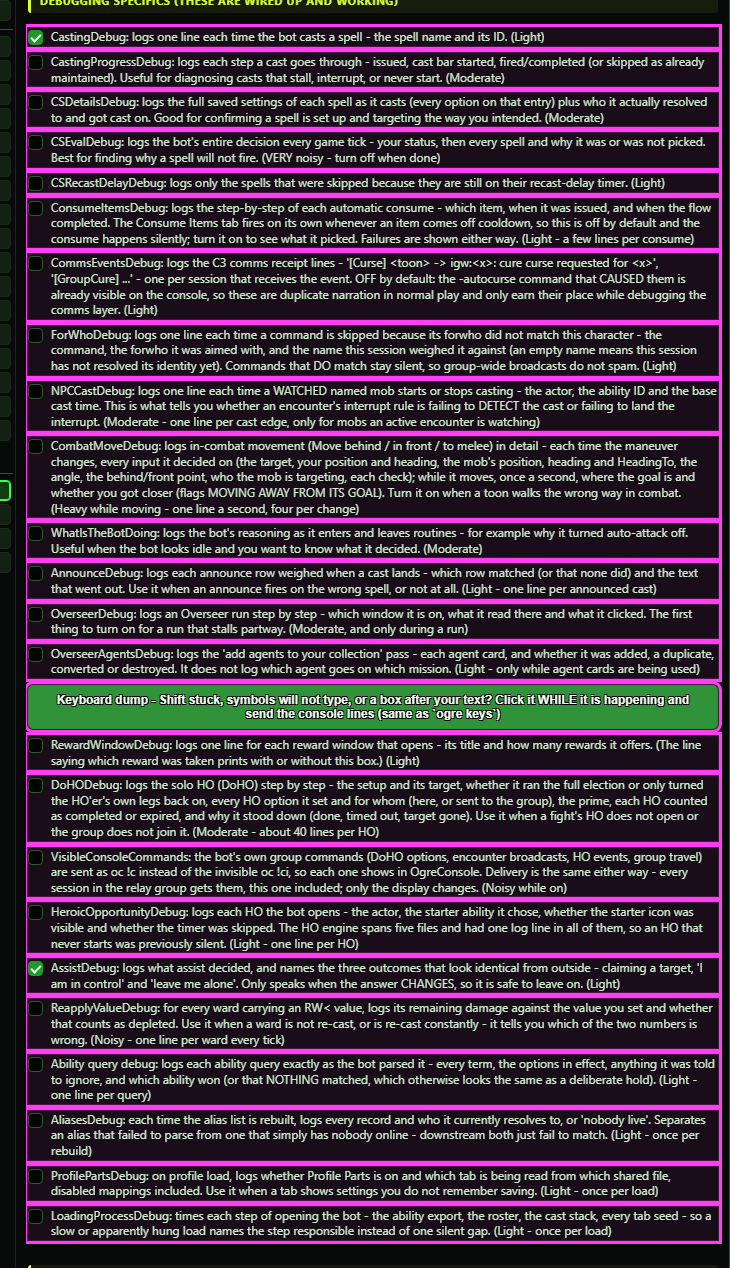 DEBUGGING SPECIFICS (THESE ARE WIRED UP AND WORKING)
CastingDebug: logs one line each time the bot casts a spell - the spell name and its ID. (Light)
CastingProgressDebug: logs each step a cast goes through - issued, cast bar started, fired/completed (or skipped as already
maintained). Useful for diagnosing casts that stall, interrupt, or never start. (Moderate)
CSDetailsDebug: logs the full saved settings of each spell as it casts (every option on that entry) plus who it actually resolved
to and got cast on. Good for confirming a spell is set up and targeting the way you intended. (Moderate)
CSEvalDebug: logs the bot's entire decision every game tick - your status, then every spell and why it was or was not picked.
Best for finding why a spell will not fire. (VERY noisy - turn off when done)
CSRecastDelayDebug: logs only the spells that were skipped because they are still on their recast-delay timer. (Light)
ConsumeItemsDebug: logs the step-by-step of each automatic consume - which item, when it was issued, and when the flow
completed. The Consume Items tab fires on its own whenever an item comes off cooldown, so this is off by default and the
consume happens silently; turn it on to see what it picked. Failures are shown either way. (Light - a few lines per consume)
CommsEventsDebug: logs the C3 comms receipt lines - '[Curse] <toon> -> igw:<x>: cure curse requested for <x>',
'[GroupCure] ...' - one per session that receives the event. OFF by default: the -autocurse command that CAUSED them is
already visible on the console, so these are duplicate narration in normal play and only earn their place while debugging the
comms layer. (Light)
ForWhoDebug: logs one line each time a command is skipped because its forwho did not match this character - the
command, the forwho it was aimed with, and the name this session weighed it against (an empty name means this session
has not resolved its identity yet). Commands that DO match stay silent, so group-wide broadcasts do not spam. (Light)
NPCCastDebug: logs one line each time a WATCHED named mob starts or stops casting - the actor, the ability ID and the base
cast time. This is what tells you whether an encounter's interrupt rule is failing to DETECT the cast or failing to land the
interrupt. (Moderate - one line per cast edge, only for mobs an active encounter is watching)
CombatMoveDebug: logs in-combat movement (Move behind / in front / to melee) in detail - each time the maneuver
changes, every input it decided on (the target, your position and heading, the mob's position, heading and HeadingTo, the
angle, the behind/front point, who the mob is targeting, each check); while it moves, once a second, where the goal is and
whether you got closer (flags MOVING AWAY FROM ITS GOAL). Turn it on when a toon walks the wrong way in combat.
(Heavy while moving - one line a second, four per change)
WhatIsTheBotDoing: logs the bot's reasoning as it enters and leaves routines - for example why it turned auto-attack off.
Useful when the bot looks idle and you want to know what it decided. (Moderate)
AnnounceDebug: logs each announce row weighed when a cast lands - which row matched (or that none did) and the text
that went out. Use it when an announce fires on the wrong spell, or not at all. (Light - one line per announced cast)
OverseerDebug: logs an Overseer run step by step - which window it is on, what it read there and what it clicked. The first
thing to turn on for a run that stalls partway. (Moderate, and only during a run)
OverseerAgentsDebug: logs the 'add agents to your collection' pass - each agent card, and whether it was added, a duplicate,
converted or destroyed. It does not log which agent goes on which mission. (Light - only while agent cards are being used)
Keyboard dump - Shift stuck, symbols will not type, or a box after your text? Click it WHILE it is happening and
send the console lines (same as `ogre keys`)
RewardWindowDebug: logs one line for each reward window that opens - its title and how many rewards it offers. (The line
saying which reward was taken prints with or without this box.) (Light)
DoHODebug: logs the solo HO (DoHO) step by step - the setup and its target, whether it ran the full election or only turned
the HO'er's own legs back on, every HO option it set and for whom (here, or sent to the group), the prime, each HO counted
as completed or expired, and why it stood down (done, timed out, target gone). Use it when a fight's HO does not open or
the group does not join it. (Moderate - about 40 lines per HO)
VisibleConsoleCommands: the bot's own group commands (DoHO options, encounter broadcasts, HO events, group travel)
are sent as oc !c instead of the invisible oc !ci, so each one shows in OgreConsole. Delivery is the same either way - every
session in the relay group gets them, this one included; only the display changes. (Noisy while on)
HeroicOpportunityDebug: logs each HO the bot opens - the actor, the starter ability it chose, whether the starter icon was
visible and whether the timer was skipped. The HO engine spans five files and had one log line in all of them, so an HO that
never starts was previously silent. (Light - one line per HO)
AssistDebug: logs what assist decided, and names the three outcomes that look identical from outside - claiming a target, 'I
am in control' and 'leave me alone'. Only speaks when the answer CHANGES, so it is safe to leave on. (Light)
ReapplyValueDebug: for every ward carrying an RW< value, logs its remaining damage against the value you set and whether
that counts as depleted. Use it when a ward is not re-cast, or is re-cast constantly - it tells you which of the two numbers is
wrong. (Noisy - one line per ward every tick)
Ability query debug: logs each ability query exactly as the bot parsed it - every term, the options in effect, anything it was told
to ignore, and which ability won (or that NOTHING matched, which otherwise looks the same as a deliberate hold). (Light -
one line per query)
AliasesDebug: each time the alias list is rebuilt, logs every record and who it currently resolves to, or 'nobody live'. Separates
an alias that failed to parse from one that simply has nobody online - downstream both just fail to match. (Light - once per
rebuild)
ProfilePartsDebug: on profile load, logs whether Profile Parts is on and which tab is being read from which shared file,
disabled mappings included. Use it when a tab shows settings you do not remember saving. (Light - once per load)
LoadingProcessDebug: times each step of opening the bot - the ability export, the roster, the cast stack, every tab seed - so a
slow or apparently hung load names the step responsible instead of one silent gap. (Light - once per load)